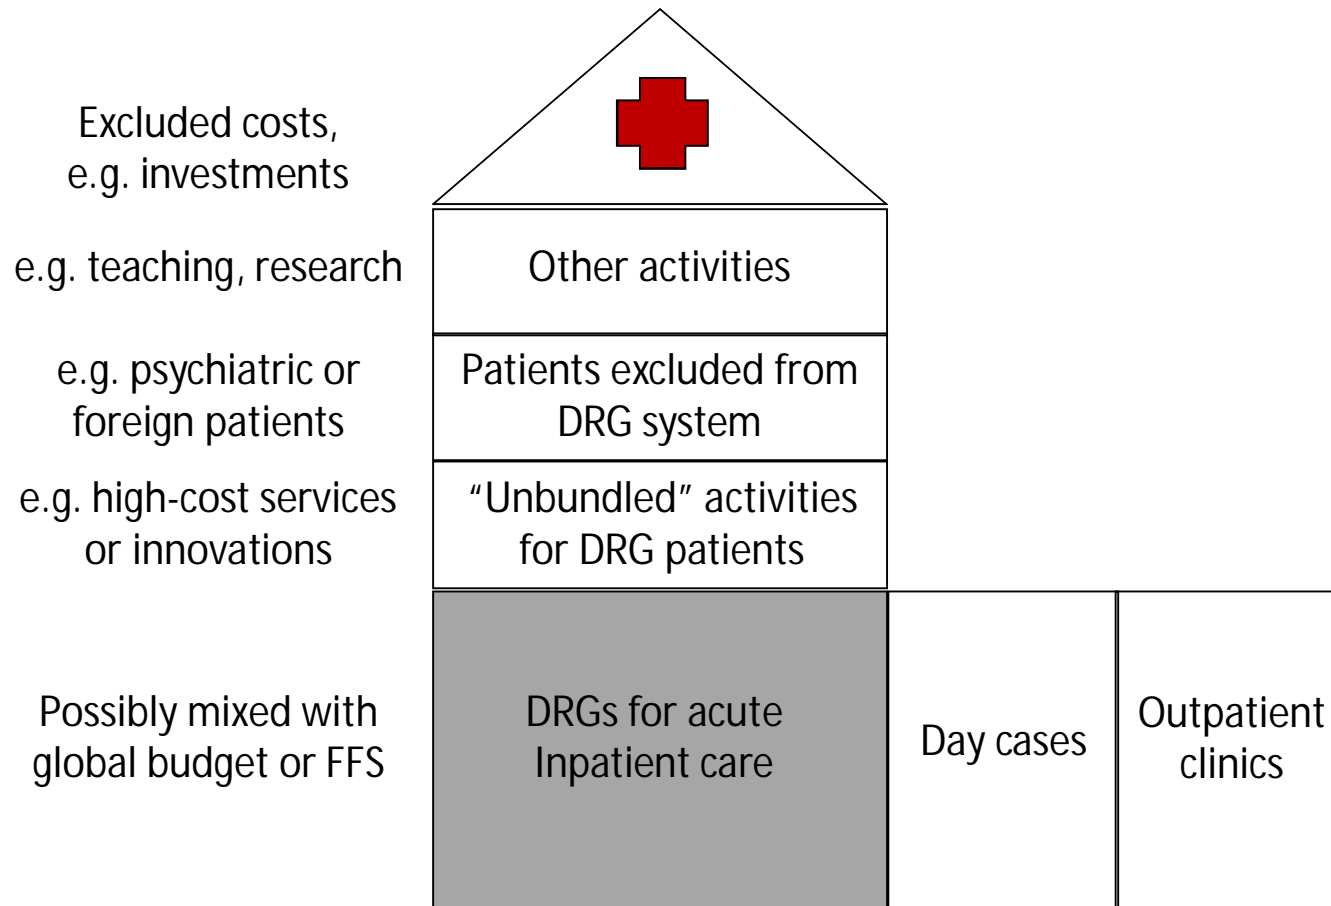 Excluded costs,
e.g. investments
e.g. teaching, research
Other activities
e.g. psychiatric or
foreign patients
Patients excluded from
DRG system
e.g. high-cost services
or innovations
“Unbundled” activities
for DRG patients
Possibly mixed with
global budget or FFS
DRGs for acute
Inpatient care
Day cases
Outpatient
clinics